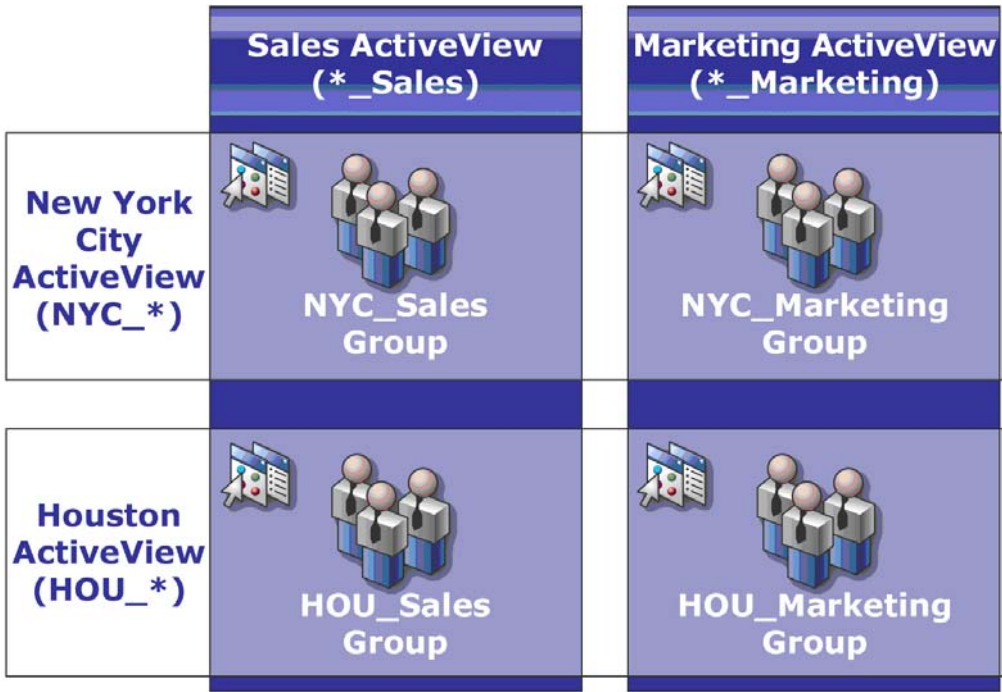 Sales ActiveView
(*_Sales)
Marketing ActiveView
(*_Marketing)
New York
City
ActiveView
(NYC_*)
NYC_Sales
Group
NYC_Marketing
Group
Houston
ActiveView
(HOU_*)
HOU_Sales
Group
HOU_Marketing
Group